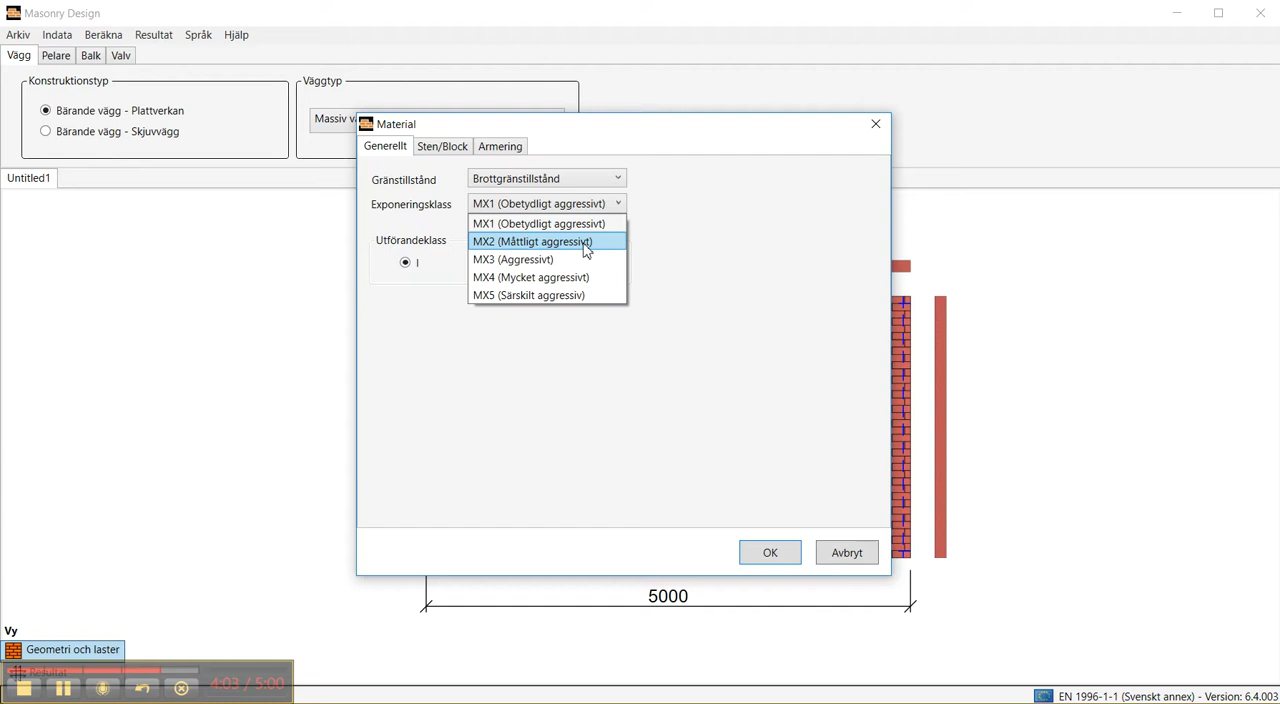 Masonry Design
Arkiv Indata Beräkna Resultat Språk Hjälp
Vägg Pelare Balk Valv
Konstruktionstyp
Bärande vägg - Plattverkan
Bärande vägg - Skjuvvägg
Väggtyp
Massiv
Untitled1
Material
Generellt Sten/Block Armering
Gränstillstånd Brottgränstillstånd
Exponeringsklass MX1 (Obetydligt aggressivt)
MX1 (Obetydligt aggressivt)
MX2 (Måttligt aggressivt)
MX3 (Aggressivt)
MX4 (Mycket aggressivt)
MX5 (Särskilt aggressiv)
Utförandeklass
I
OK Avbryt
5000
Vy
Geometri och laster
Resultat
4:03 / 5:00
EN 1996-1-1 (Svenskt annex) - Version: 6.4.003